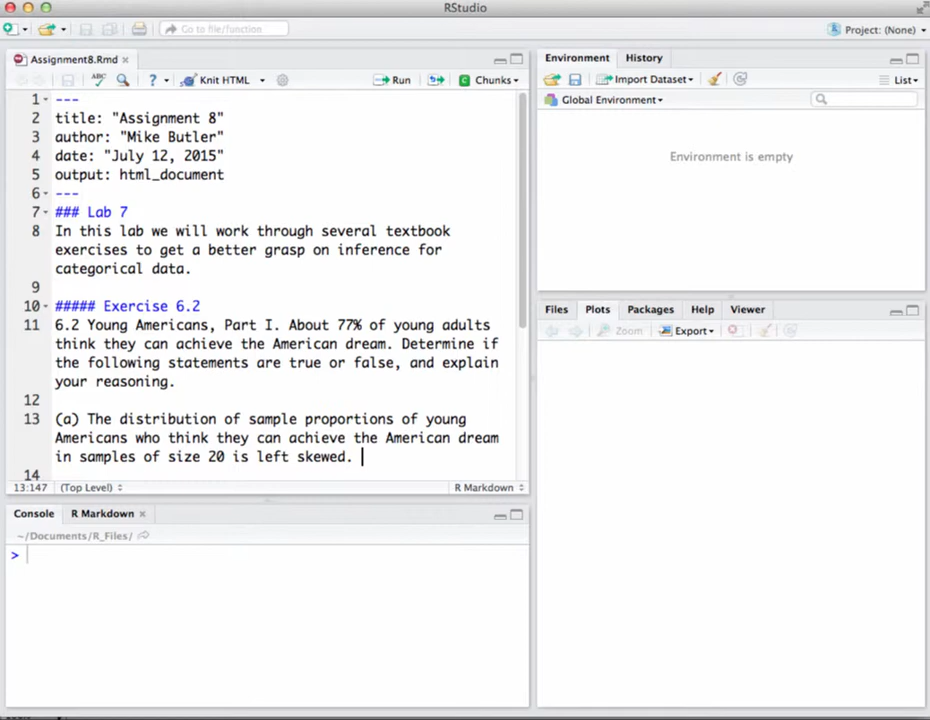 RStudio
Go to file/function
Project: (None)
Assignment8.Rmd
ABC
? Knit HTML Run Chunks
1 ---
2 title: "Assignment 8"
3 author: "Mike Butler"
4 date: "July 12, 2015"
5 output: html_document
6 ---
7 ### Lab 7
8 In this lab we will work through several textbook
exercises to get a better grasp on inference for
categorical data.
9
10 ##### Exercise 6.2
11 6.2 Young Americans, Part I. About 77% of young adults
think they can achieve the American dream. Determine if
the following statements are true or false, and explain
your reasoning.
12
13 (a) The distribution of sample proportions of young
Americans who think they can achieve the American dream
in samples of size 20 is left skewed.
14
13:147 (Top Level) R Markdown
Console R Markdown
~/Documents/R_Files/
>
Environment History
Import Dataset List
Global Environment
Environment is empty
Files Plots Packages Help Viewer
Zoom Export